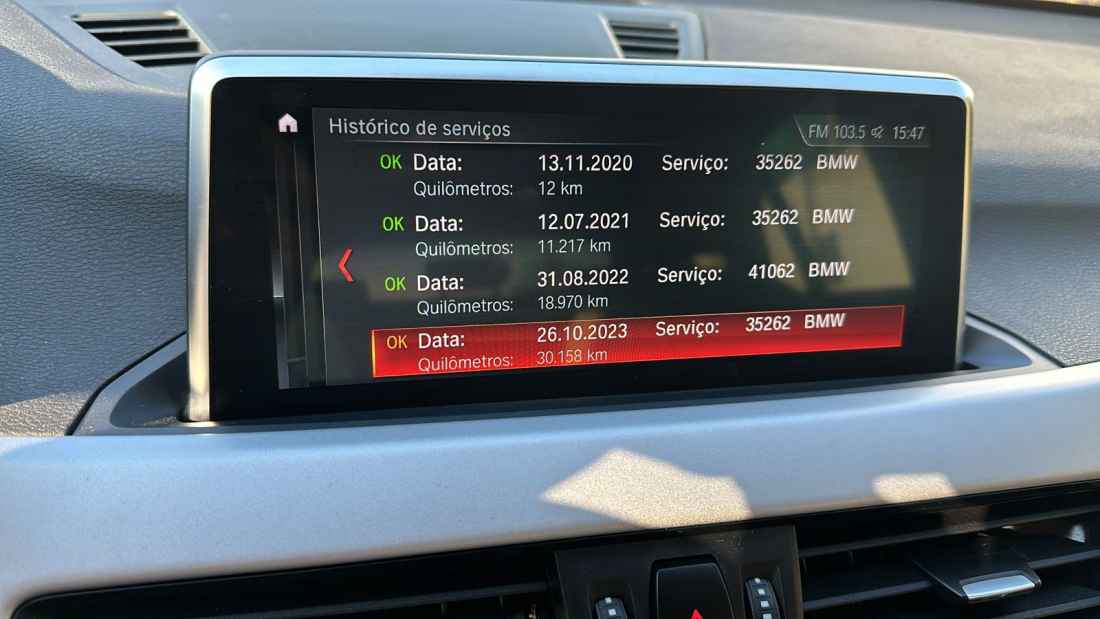 Histórico de serviços FM 103.5 15:47
OK Data: 13.11.2020 Serviço: 35262 BMW
Quilômetros: 12 km
OK Data: 12.07.2021 Serviço: 35262 BMW
Quilômetros: 11.217 km
OK Data: 31.08.2022 Serviço: 41062 BMW
Quilômetros: 18.970 km
OK Data: 26.10.2023 Serviço: 35262 BMW
Quilômetros: 30.158 km